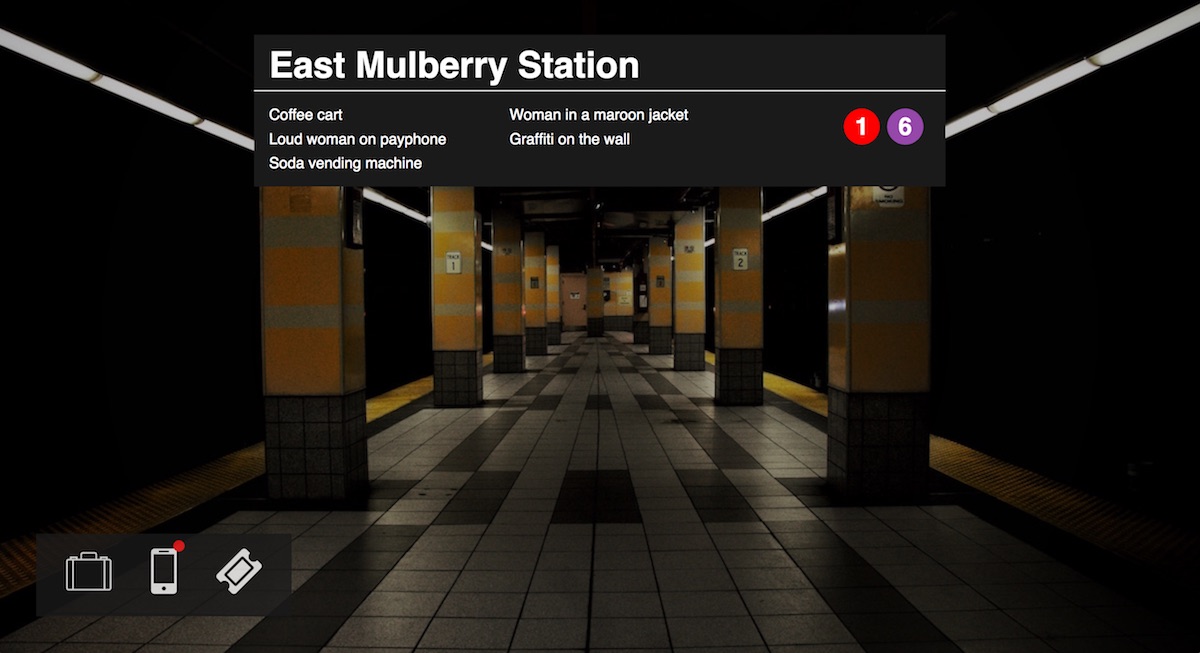 East Mulberry Station
Coffee cart
Loud woman on payphone
Soda vending machine
Woman in a maroon jacket
Graffiti on the wall
1 6
NO SMOKING
TRACK 1
TRACK 2